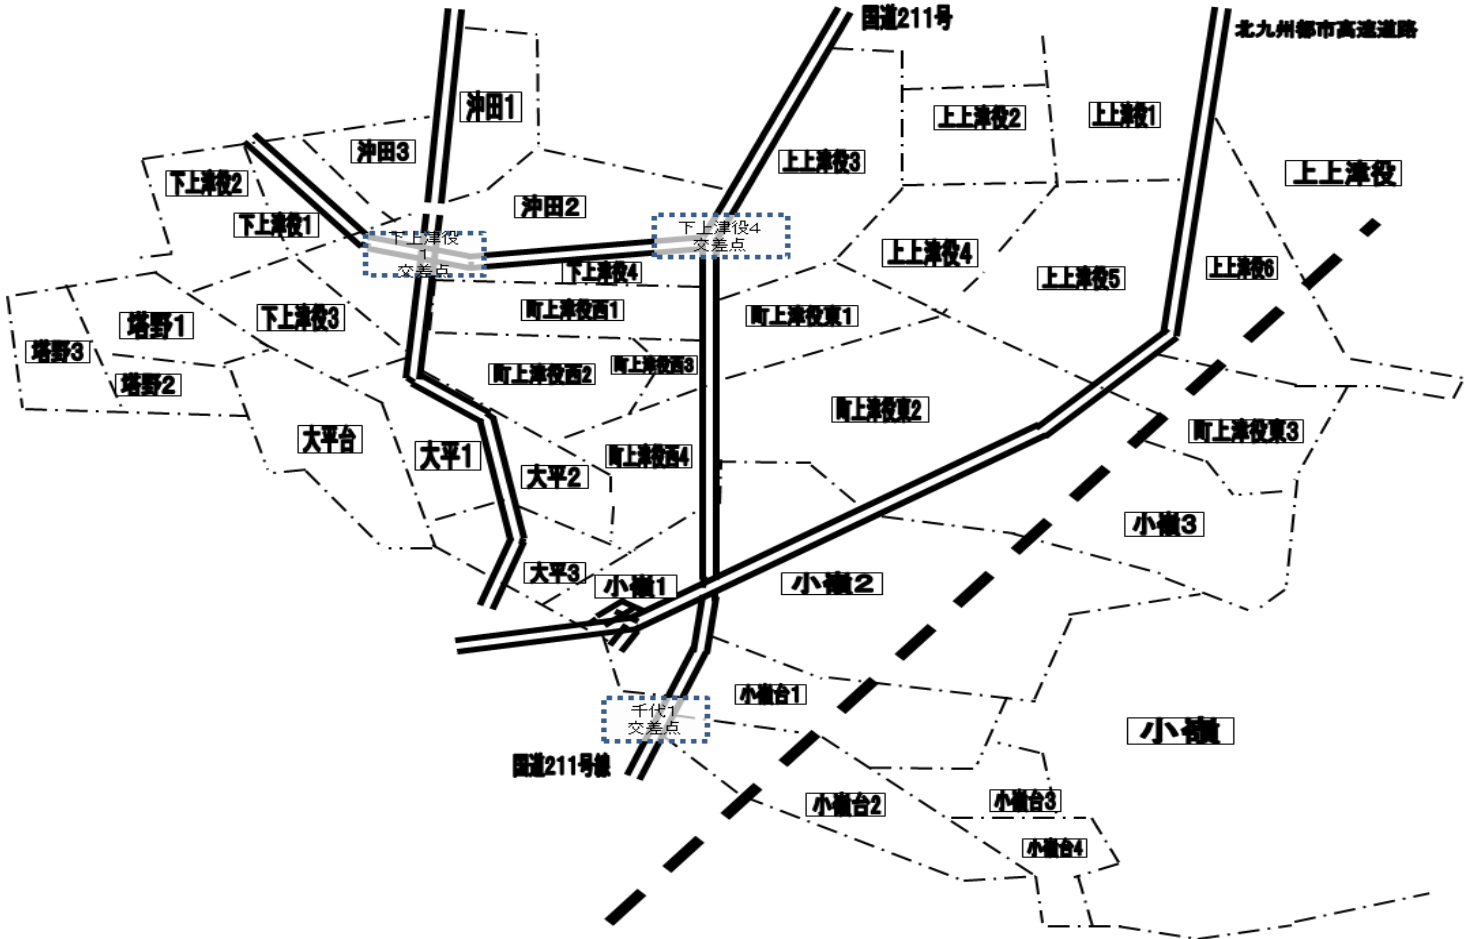 国道211号
北九州都市高速道路
沖田1
上上津役2
上上津役1
沖田3
上上津役3
上上津役
下上津役2
沖田2
下上津役1
下上津役
1
交差点
下上津役4
交差点
上上津役4
下上津役4
上上津役5
上上津役6
町上津役西1
町上津役東1
下上津役3
塔野1
塔野3
塔野2
町上津役西3
町上津役西2
町上津役東2
町上津役東3
大平台
大平1
町上津役西4
大平2
小嶺3
大平3
小嶺1
小嶺2
小嶺台1
千代1
交差点
小嶺
国道211号線
小嶺台2
小嶺台3
小嶺台4